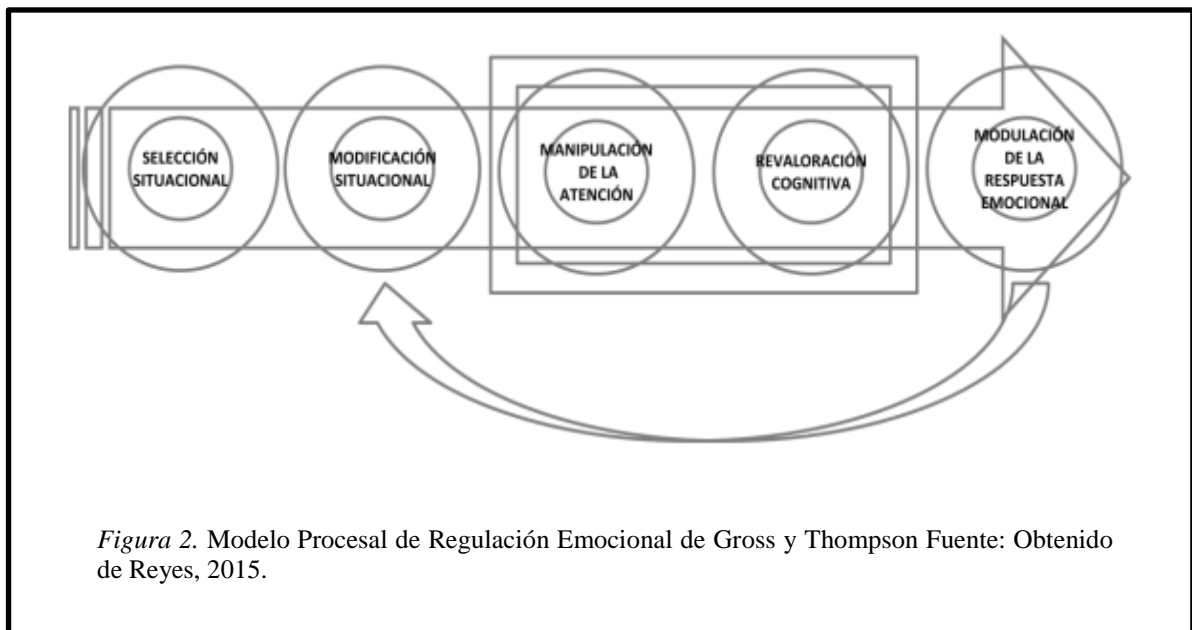 SELECCIÓN
SITUACIONAL
MODIFICACIÓN
SITUACIONAL
MANIPULACIÓN
DE LA
ATENCIÓN
REVALORACIÓN
COGNITIVA
MODULACIÓN
DE LA
RESPUESTA
EMOCIONAL
Figura 2. Modelo Procesal de Regulación Emocional de Gross y Thompson Fuente: Obtenido
de Reyes, 2015.